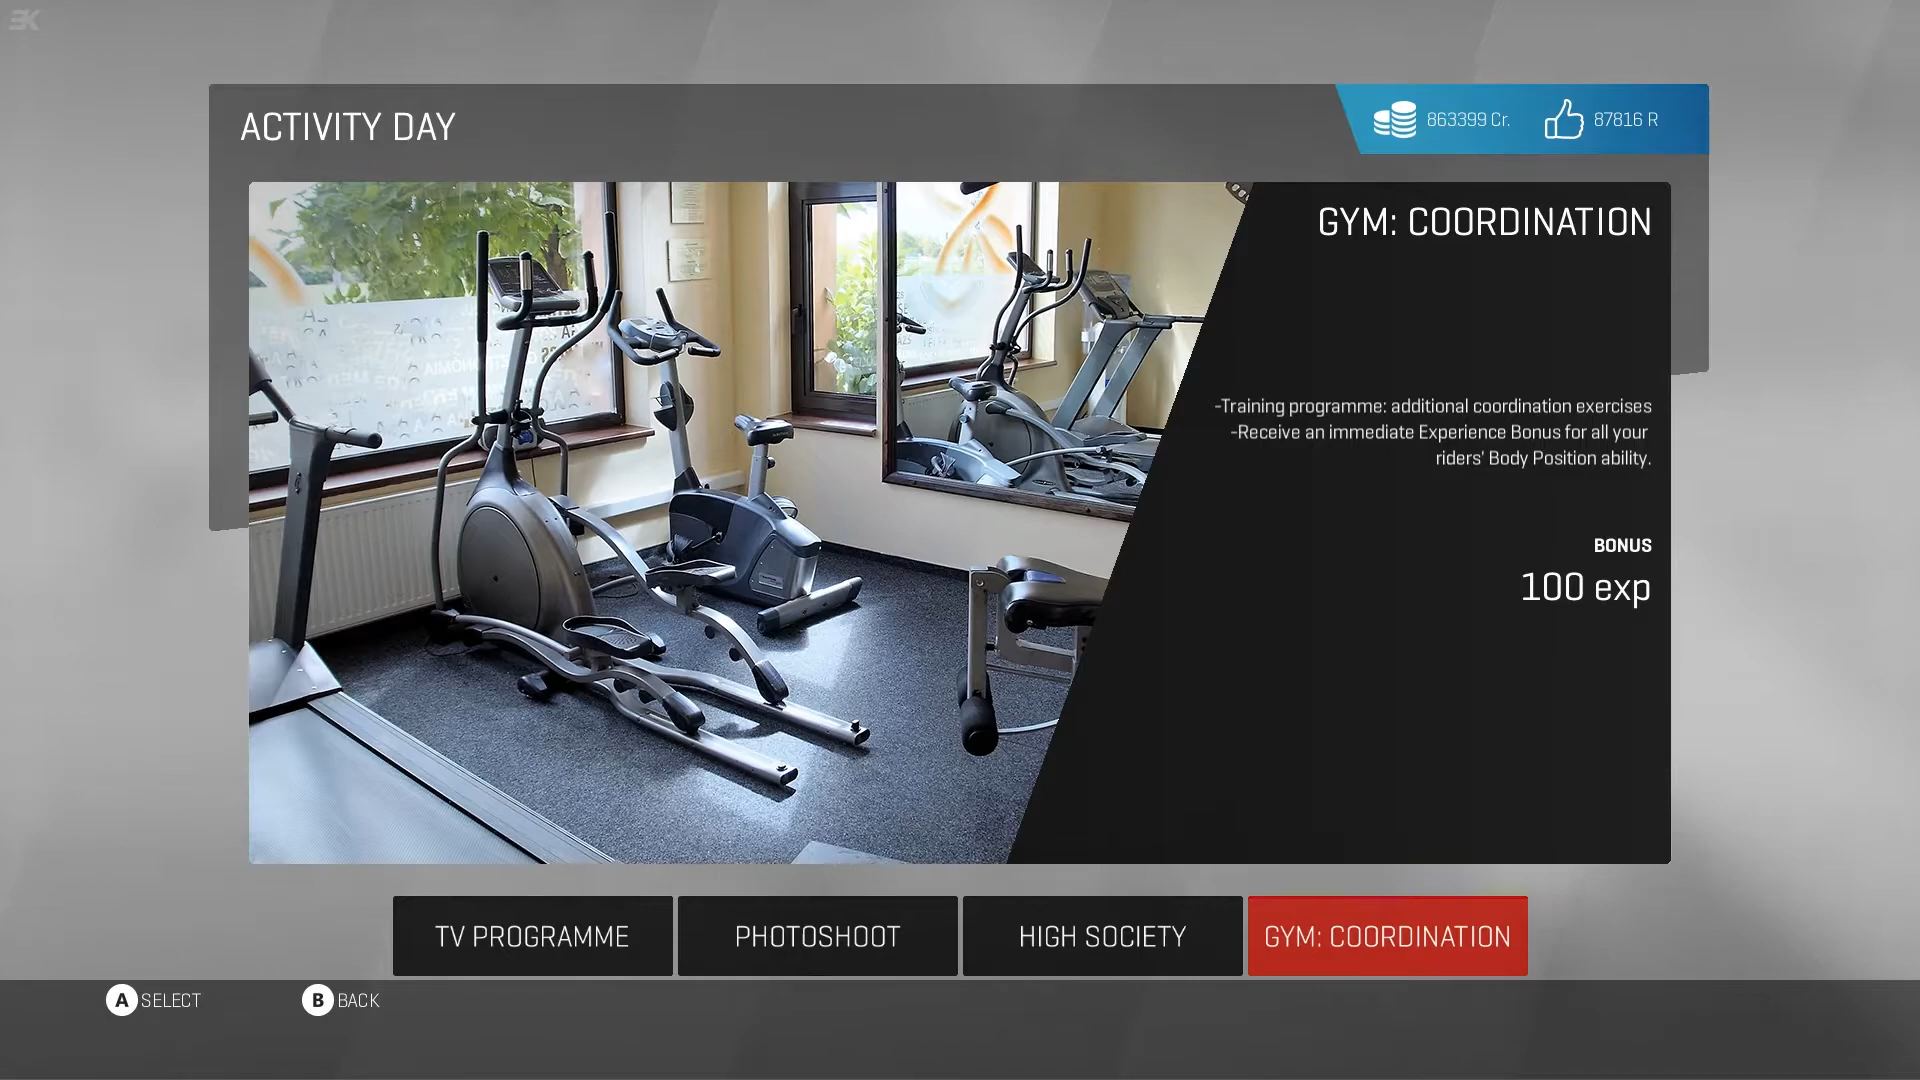 ACTIVITY DAY
863399 Cr.
87816 R
GYM: COORDINATION
-Training programme: additional coordination exercises
-Receive an immediate Experience Bonus for all your
riders' Body Position ability.
BONUS
100 exp
TV PROGRAMME
PHOTOSHOOT
HIGH SOCIETY
GYM: COORDINATION
A SELECT
B BACK